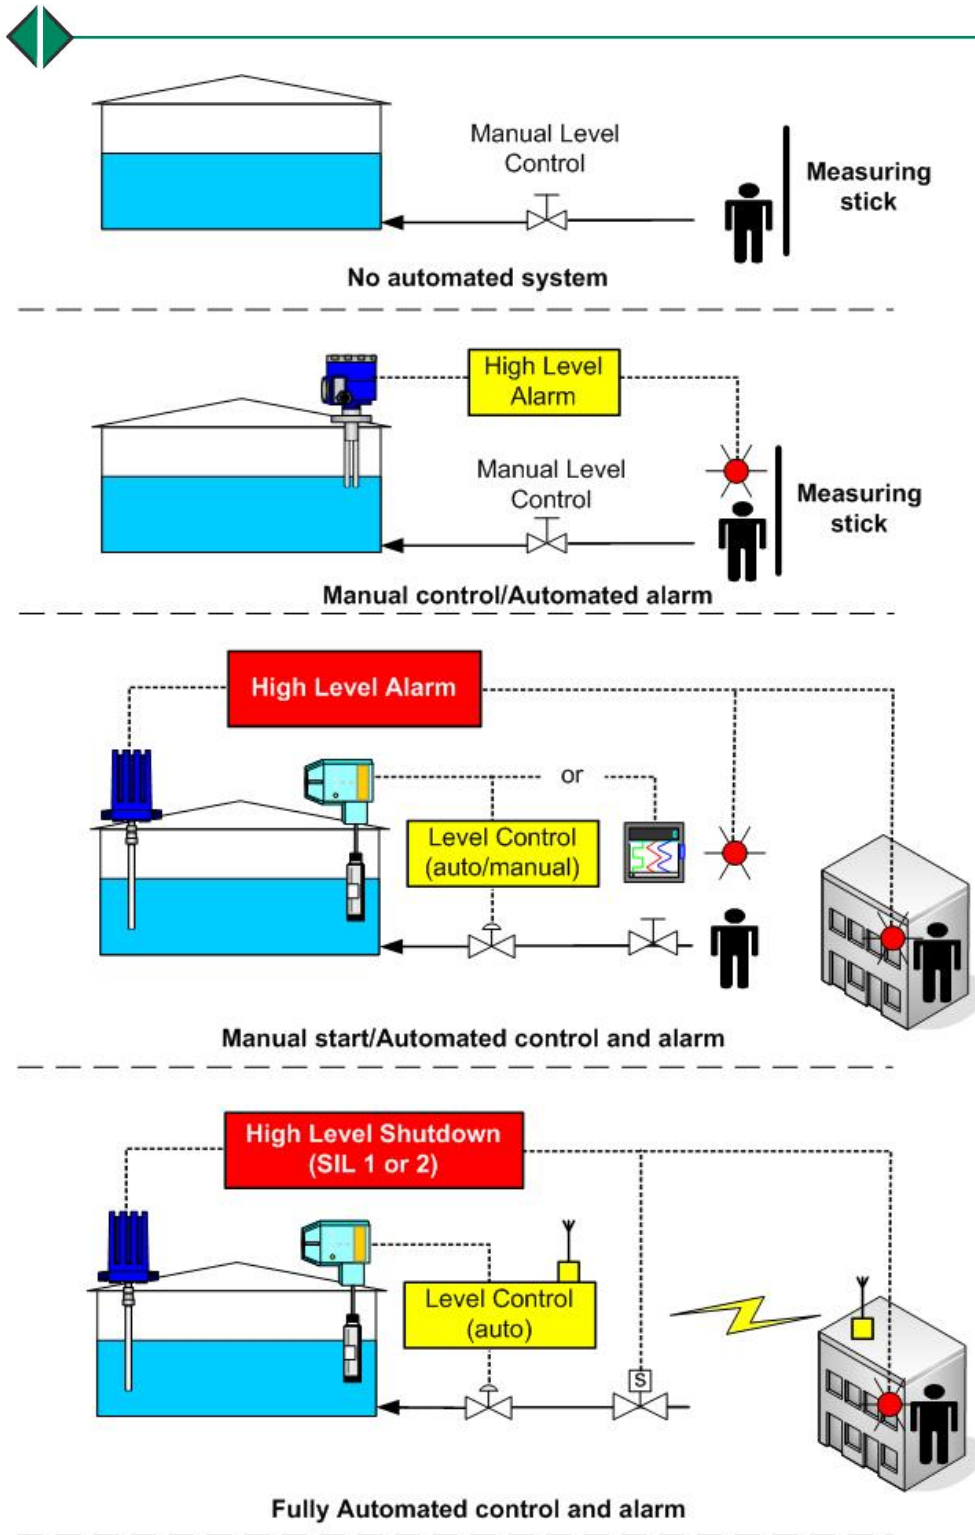 Manual Level
Control
Measuring
stick
No automated system
High Level
Alarm
Manual Level
Control
Measuring
stick
Manual control/Automated alarm
High Level Alarm
or
Level Control
(auto/manual)
Manual start/Automated control and alarm
High Level Shutdown
(SIL 1 or 2)
Level Control
(auto)
S
Fully Automated control and alarm